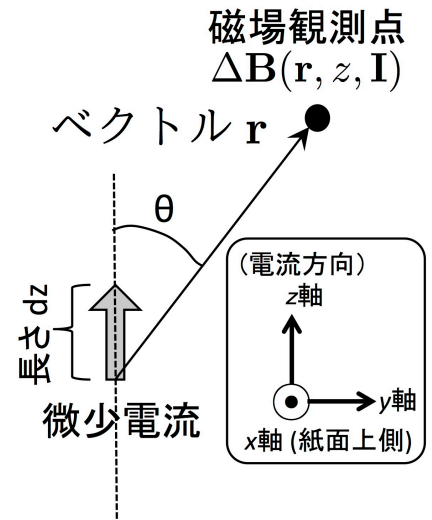 磁場観測点
ΔB(r, z, I)
ベクトル r
θ
長さ dz
微少電流
(電流方向)
z軸
y軸
x軸 (紙面上側)